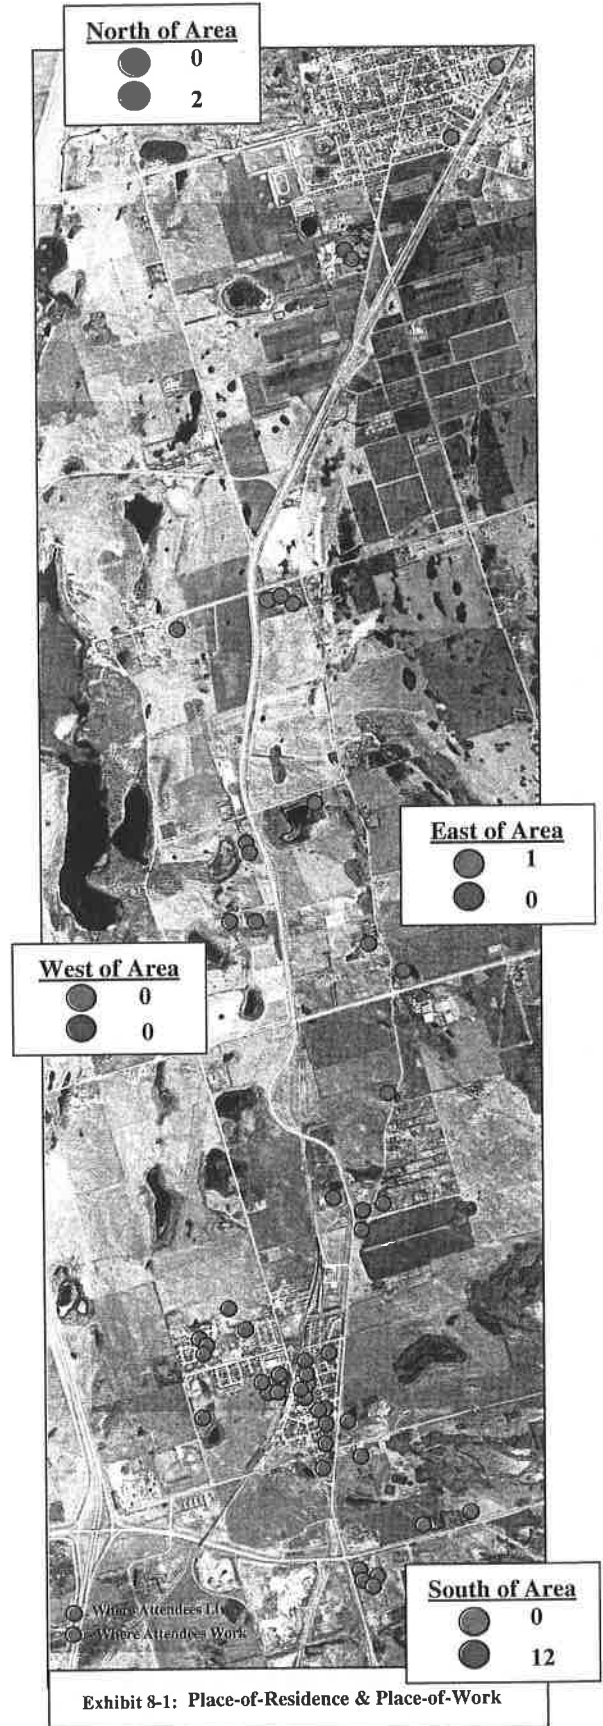 North of Area
0
2
East of Area
1
0
West of Area
0
0
South of Area
0
12
Where Attendees
Where Attendees Work
Exhibit 8-1: Place-of-Residence & Place-of-Work